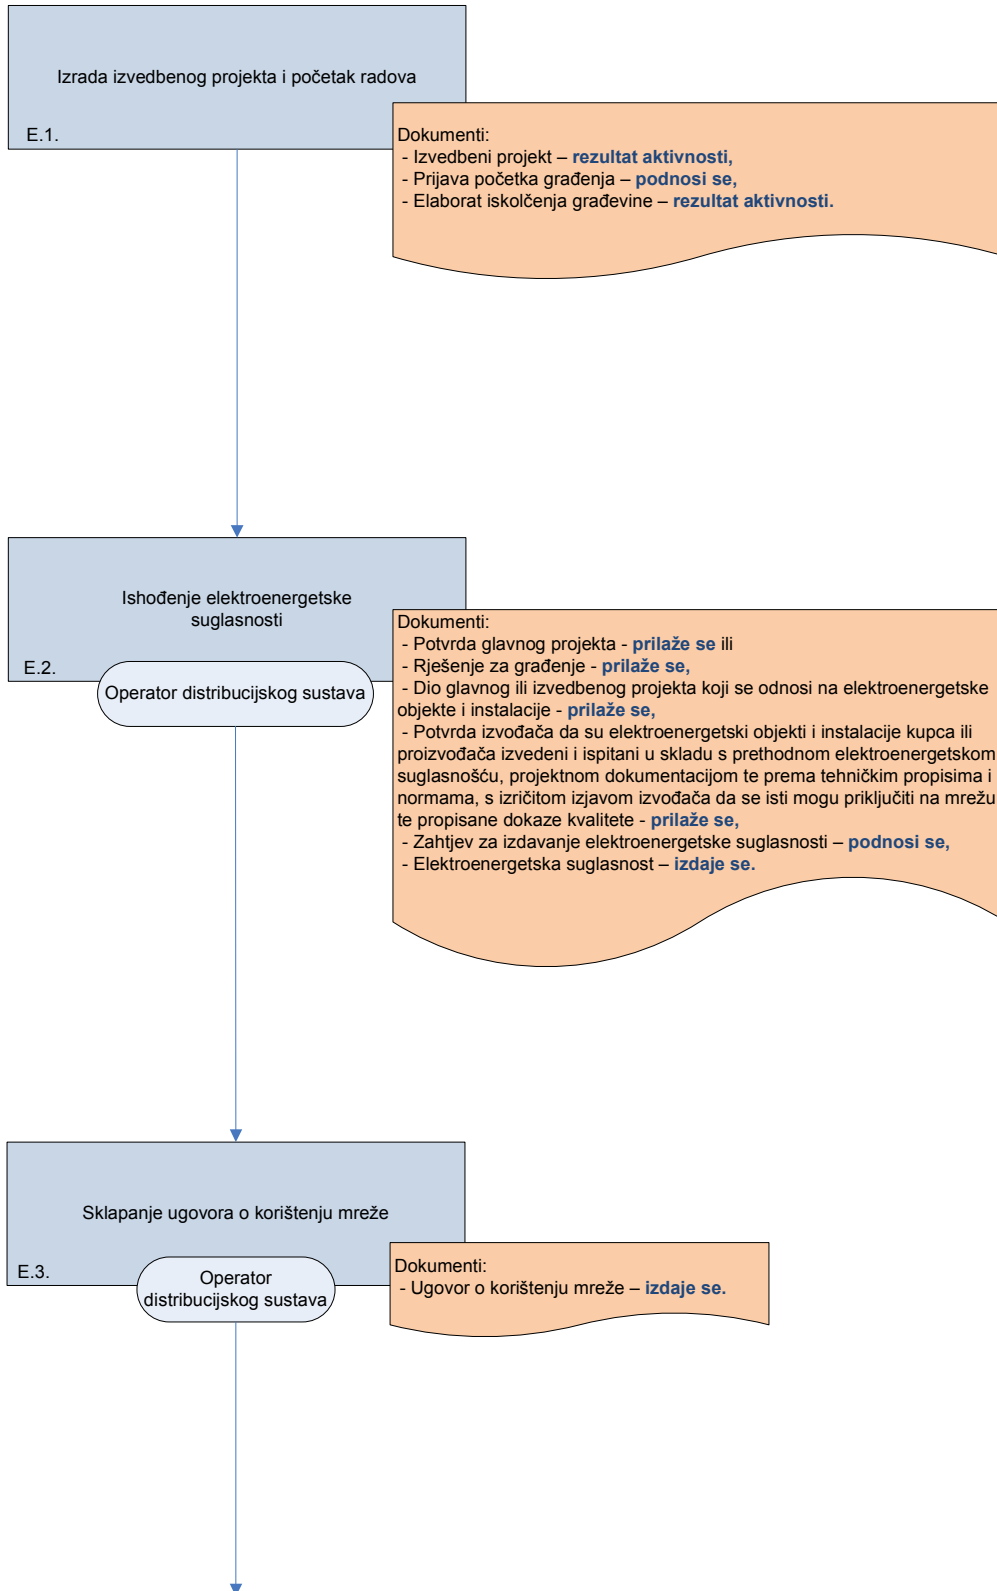 Izrada izvedbenog projekta i početak radova
E.1.
Dokumenti:
- Izvedbeni projekt – rezultat aktivnosti,
- Prijava početka građenja – podnosi se,
- Elaborat iskolčenja građevine – rezultat aktivnosti.
Ishođenje elektroenergetske
suglasnosti
E.2.
Operator distribucijskog sustava
Dokumenti:
- Potvrda glavnog projekta - prilaže se ili
- Rješenje za građenje - prilaže se,
- Dio glavnog ili izvedbenog projekta koji se odnosi na elektroenergetske
objekte i instalacije - prilaže se,
- Potvrda izvođača da su elektroenergetski objekti i instalacije kupca ili
proizvođača izvedeni i ispitani u skladu s prethodnom elektroenergetskom
suglasnošću, projektnom dokumentacijom te prema tehničkim propisima i
normama, s izričitom izjavom izvođača da se isti mogu priključiti na mrežu
te propisane dokaze kvalitete - prilaže se,
- Zahtjev za izdavanje elektroenergetske suglasnosti – podnosi se,
- Elektroenergetska suglasnost – izdaje se.
Sklapanje ugovora o korištenju mreže
E.3.
Operator
distribucijskog sustava
Dokumenti:
- Ugovor o korištenju mreže – izdaje se.